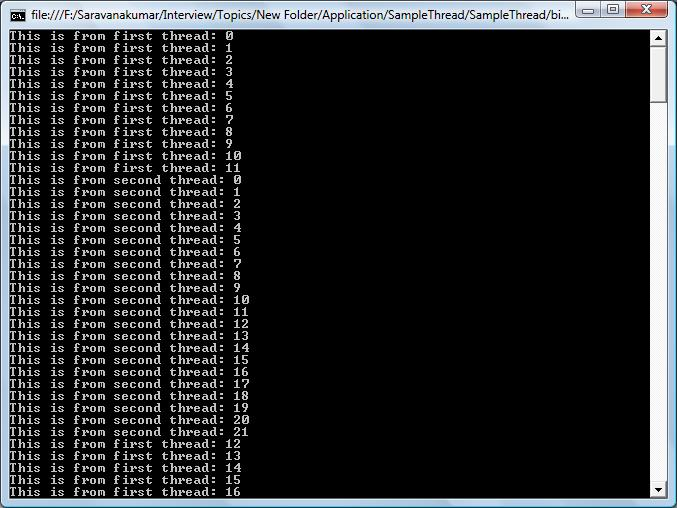 file:///F:/Saravanakumar/Interview/Topics/New Folder/Application/SampleThread/SampleThread/bi...
This is from first thread: 0
This is from first thread: 1
This is from first thread: 2
This is from first thread: 3
This is from first thread: 4
This is from first thread: 5
This is from first thread: 6
This is from first thread: 7
This is from first thread: 8
This is from first thread: 9
This is from first thread: 10
This is from first thread: 11
This is from second thread: 0
This is from second thread: 1
This is from second thread: 2
This is from second thread: 3
This is from second thread: 4
This is from second thread: 5
This is from second thread: 6
This is from second thread: 7
This is from second thread: 8
This is from second thread: 9
This is from second thread: 10
This is from second thread: 11
This is from second thread: 12
This is from second thread: 13
This is from second thread: 14
This is from second thread: 15
This is from second thread: 16
This is from second thread: 17
This is from second thread: 18
This is from second thread: 19
This is from second thread: 20
This is from second thread: 21
This is from first thread: 12
This is from first thread: 13
This is from first thread: 14
This is from first thread: 15
This is from first thread: 16